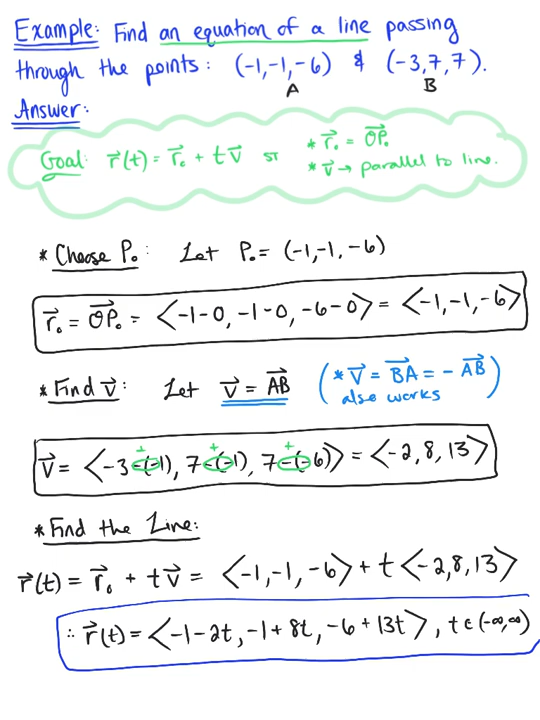 Example: Find an equation of a line passing
through the points: (-1,-1,-6) & (-3,7,7).
A B
Answer:
Goal: r⃗(t) = r⃗₀ + tv⃗ ST * r⃗₀ = OP⃗₀
* v⃗ → parallel to line.
* Choose P₀: Let P₀ = (-1,-1,-6)
r⃗₀ = OP⃗₀ = <-1-0, -1-0, -6-0> = <-1,-1,-6>
* Find v⃗: Let v⃗ = AB⃗ (*v⃗ = BA⃗ = -AB⃗
also works)
+ + +
v⃗ = <-3-(-1), 7-(-1), 7-(-6)> = <-2, 8, 13>
* Find the Line:
r⃗(t) = r⃗₀ + tv⃗ = <-1,-1,-6> + t<-2,8,13>
∴ r⃗(t) = <-1-2t, -1+8t, -6+13t>, t ∈ (-∞,∞)